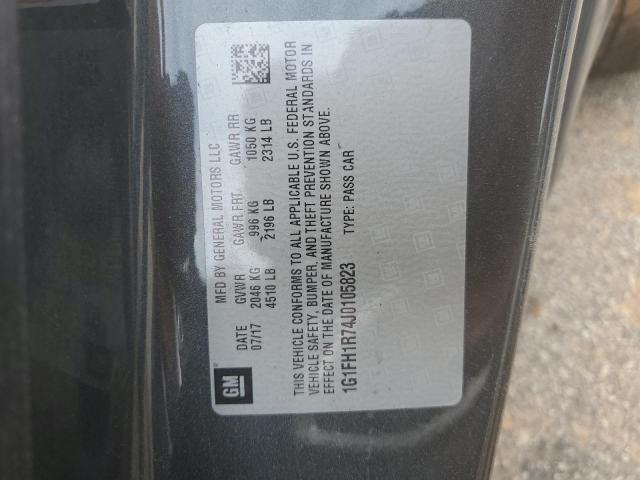 GM
MFD BY GENERAL MOTORS LLC
DATE GVWR GAWR FRT GAWR RR
07/17 2046 KG 996 KG 1050 KG
4510 LB 2196 LB 2314 LB
THIS VEHICLE CONFORMS TO ALL APPLICABLE U.S. FEDERAL MOTOR
VEHICLE SAFETY, BUMPER, AND THEFT PREVENTION STANDARDS IN
EFFECT ON THE DATE OF MANUFACTURE SHOWN ABOVE.
1G1FH1R74J0105823 TYPE: PASS CAR